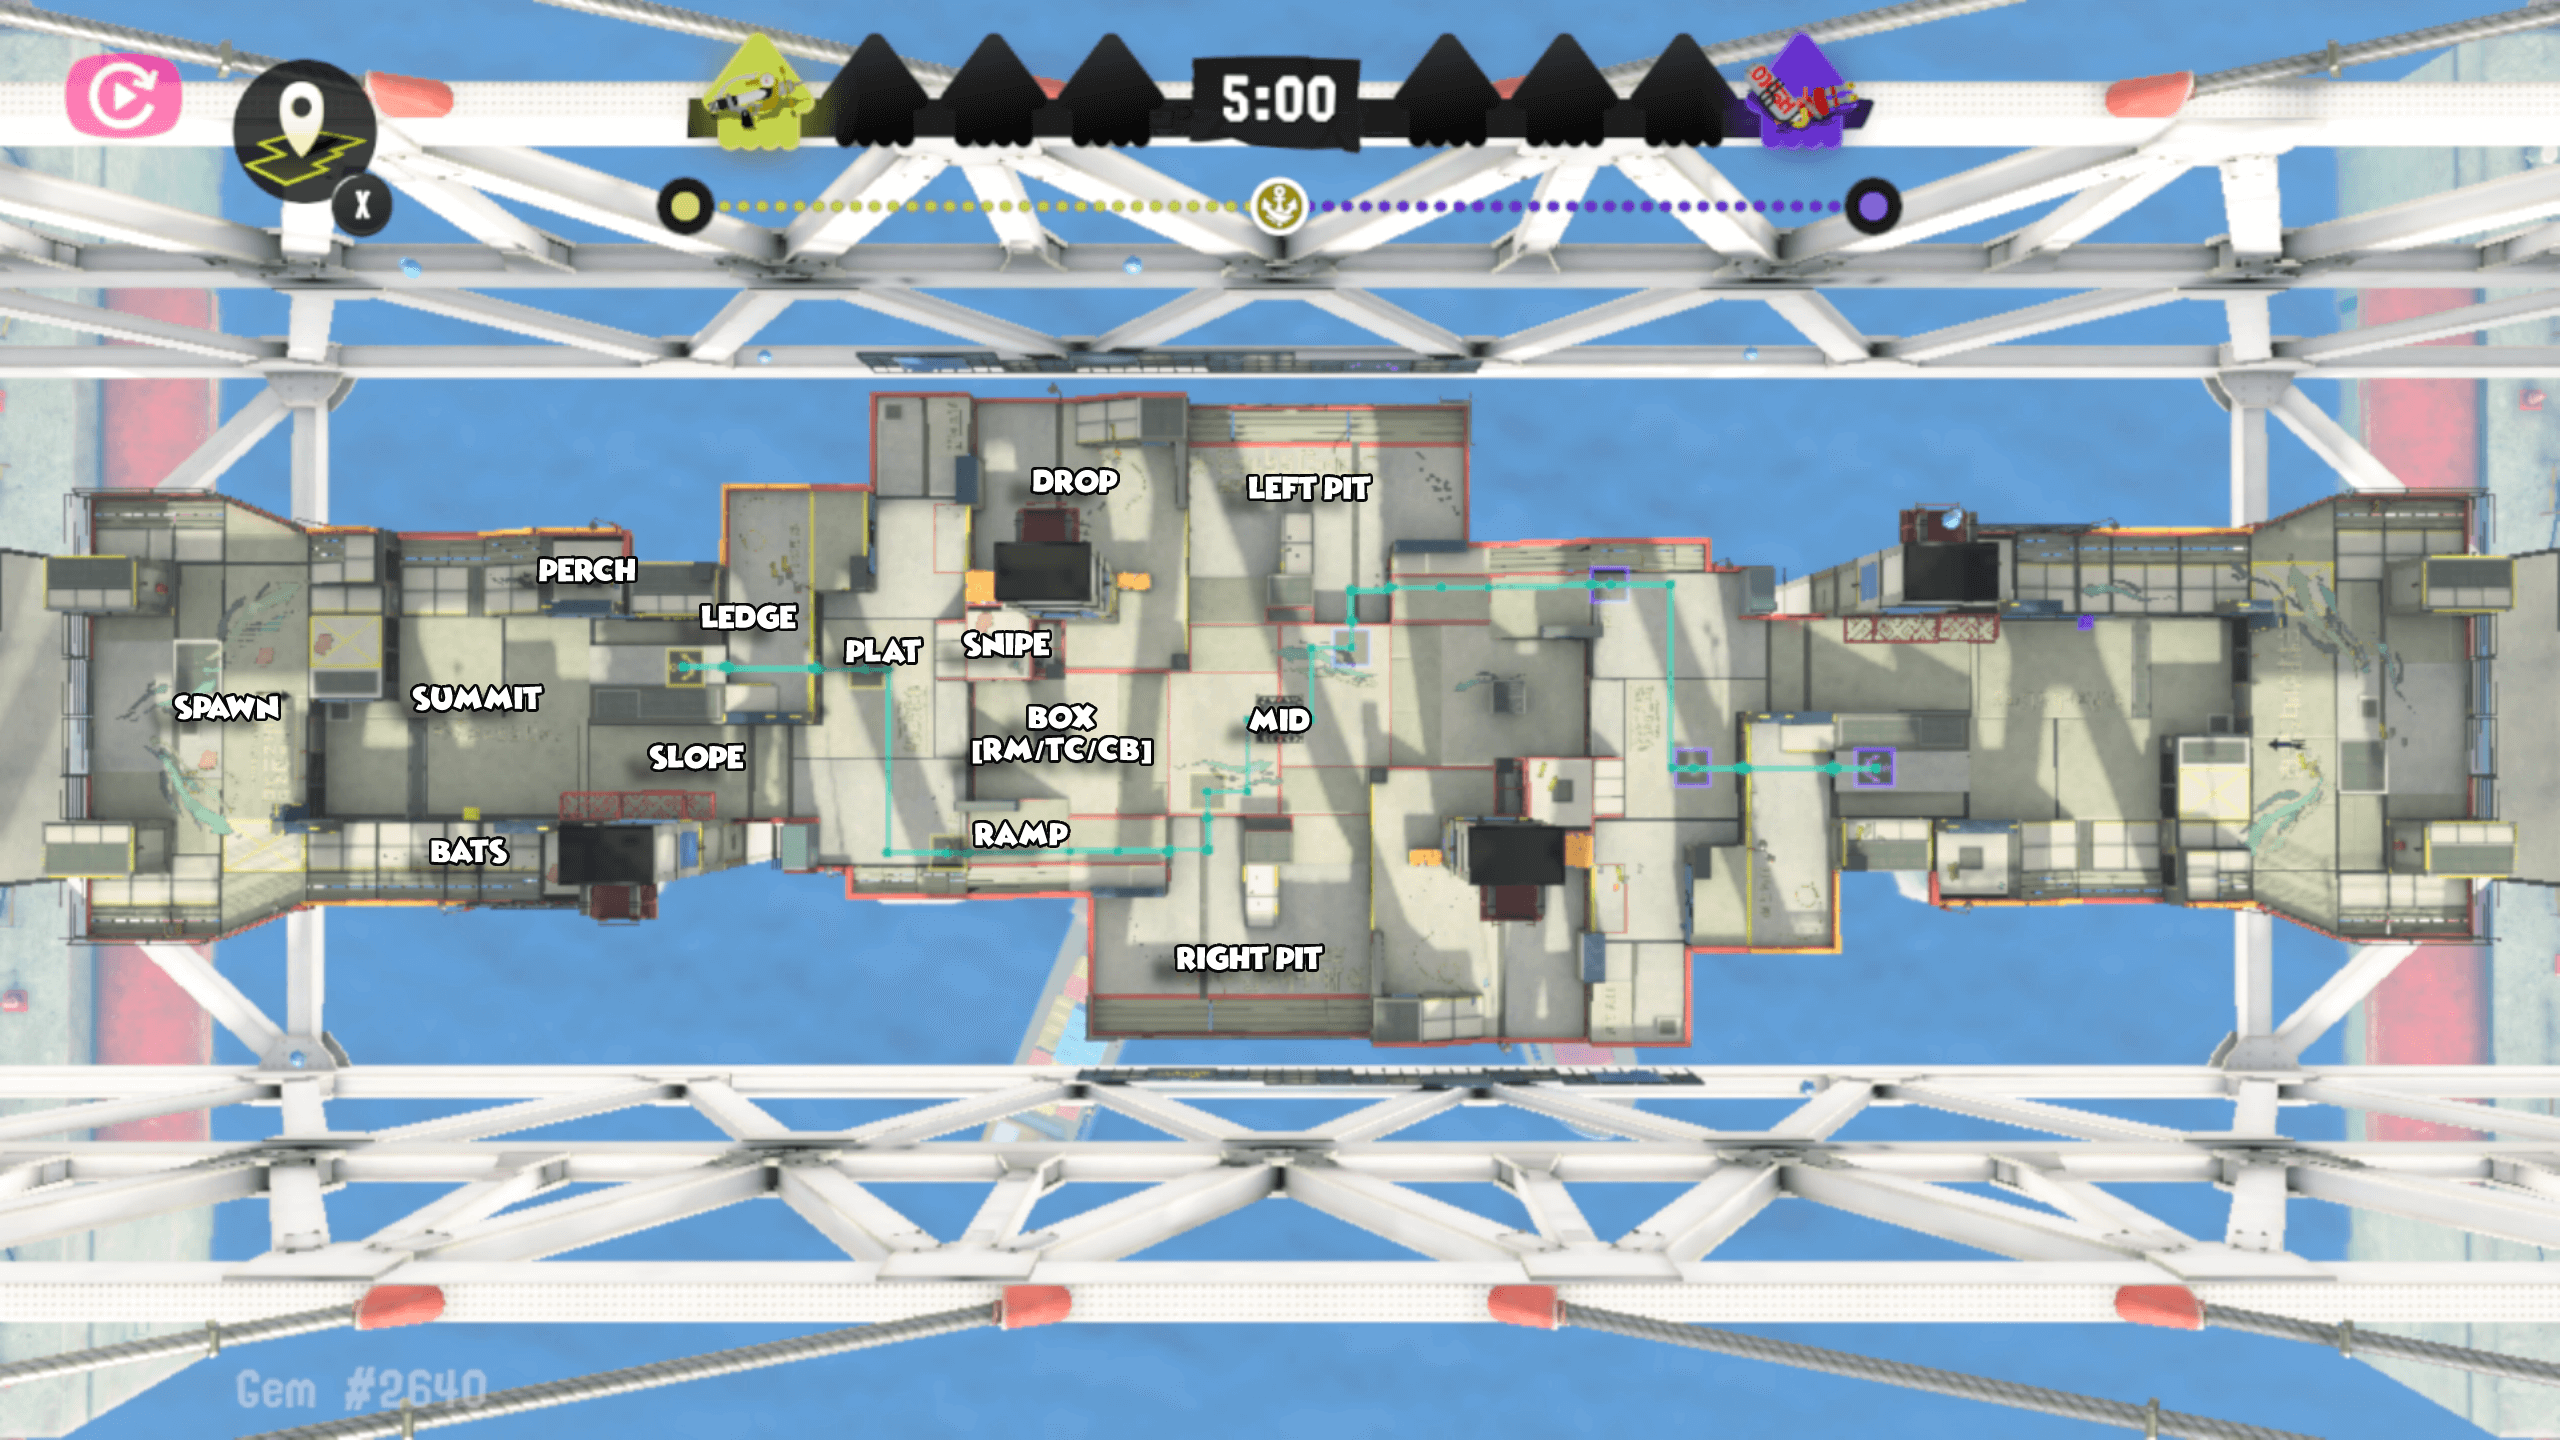 5:00
X
DROP
LEFT PIT
PERCH
LEDGE
PLAT
SNIPE
SPAWN
SUMMIT
BOX
[RM/TC/CB]
MID
SLOPE
RAMP
BATS
RIGHT PIT
Gem #2640